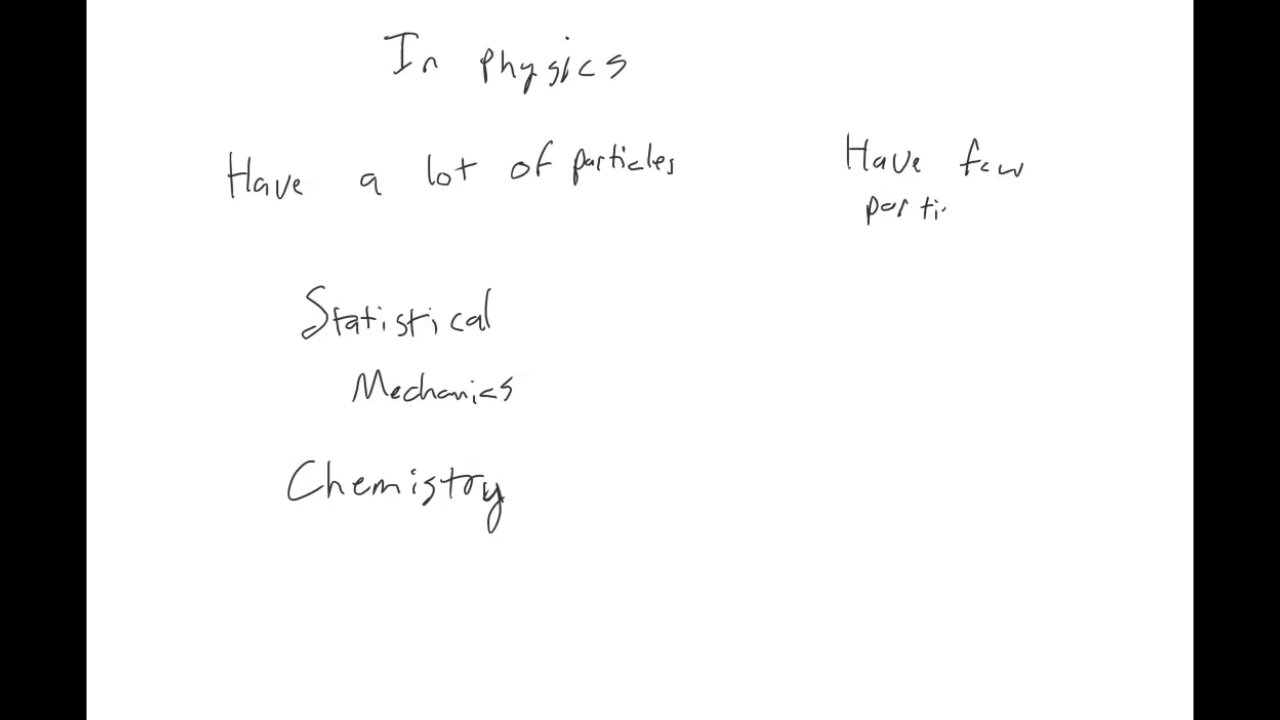 In physics
Have a lot of particles
Have few
parti
Statistical
Mechanics
Chemistry